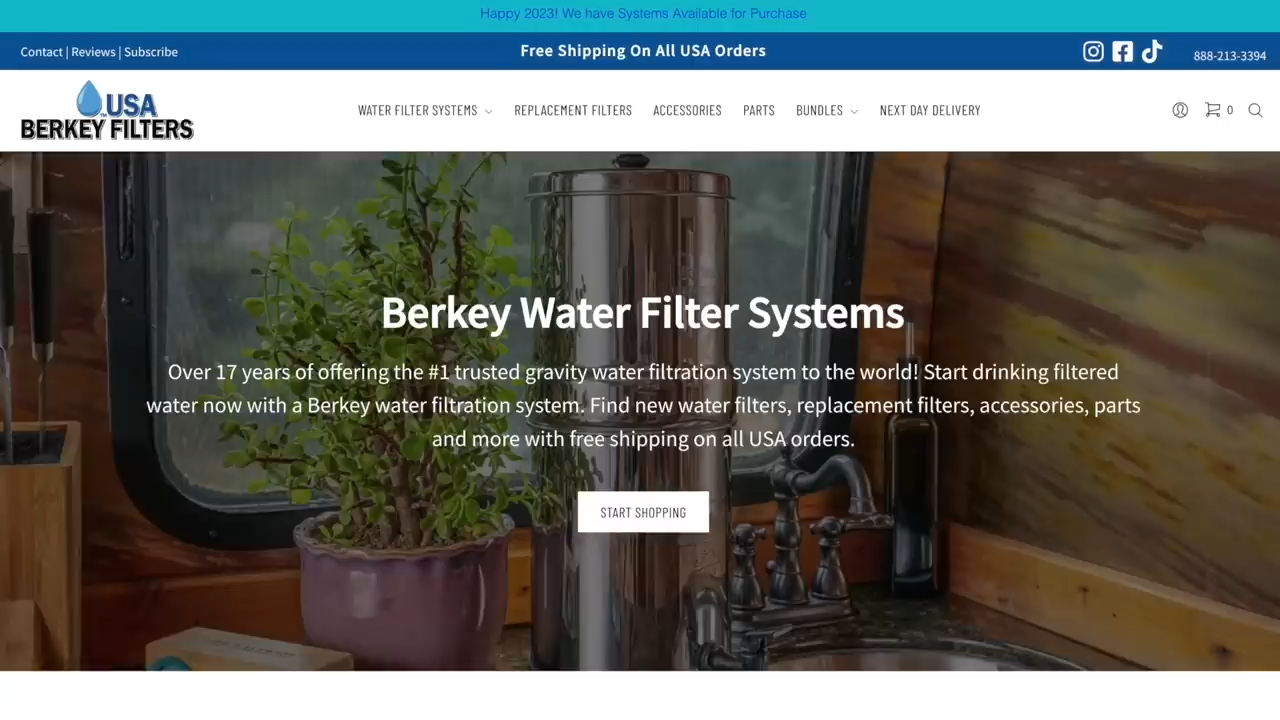 Happy 2023! We have Systems Available for Purchase
Contact | Reviews | Subscribe
Free Shipping On All USA Orders
888-213-3394
USA
BERKEY FILTERS
WATER FILTER SYSTEMS
REPLACEMENT FILTERS
ACCESSORIES
PARTS
BUNDLES
NEXT DAY DELIVERY
0
Berkey Water Filter Systems
Over 17 years of offering the #1 trusted gravity water filtration system to the world! Start drinking filtered
water now with a Berkey water filtration system. Find new water filters, replacement filters, accessories, parts
and more with free shipping on all USA orders.
START SHOPPING